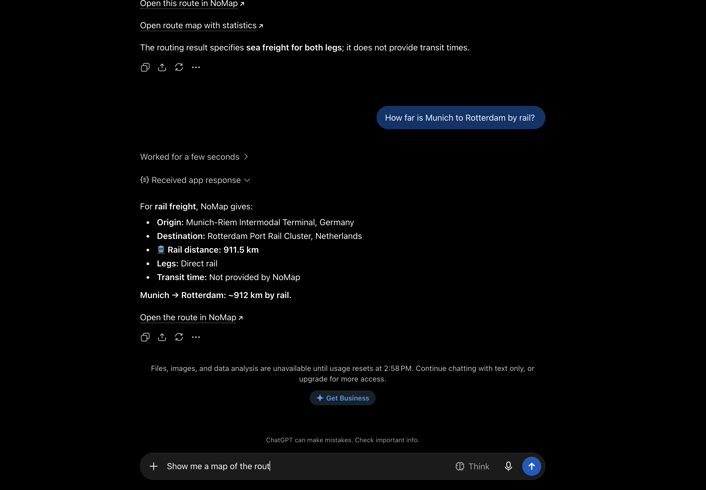 Open this route in NoMap ↗
Open route map with statistics ↗
The routing result specifies sea freight for both legs; it does not provide transit times.
How far is Munich to Rotterdam by rail?
Worked for a few seconds >
Received app response
For rail freight, NoMap gives:
• Origin: Munich-Riem Intermodal Terminal, Germany
• Destination: Rotterdam Port Rail Cluster, Netherlands
• 🚆 Rail distance: 911.5 km
• Legs: Direct rail
• Transit time: Not provided by NoMap
Munich → Rotterdam: ~912 km by rail.
Open the route in NoMap ↗
Files, images, and data analysis are unavailable until usage resets at 2:58 PM. Continue chatting with text only, or
upgrade for more access.
Get Business
ChatGPT can make mistakes. Check important info.
Show me a map of the rout
Think